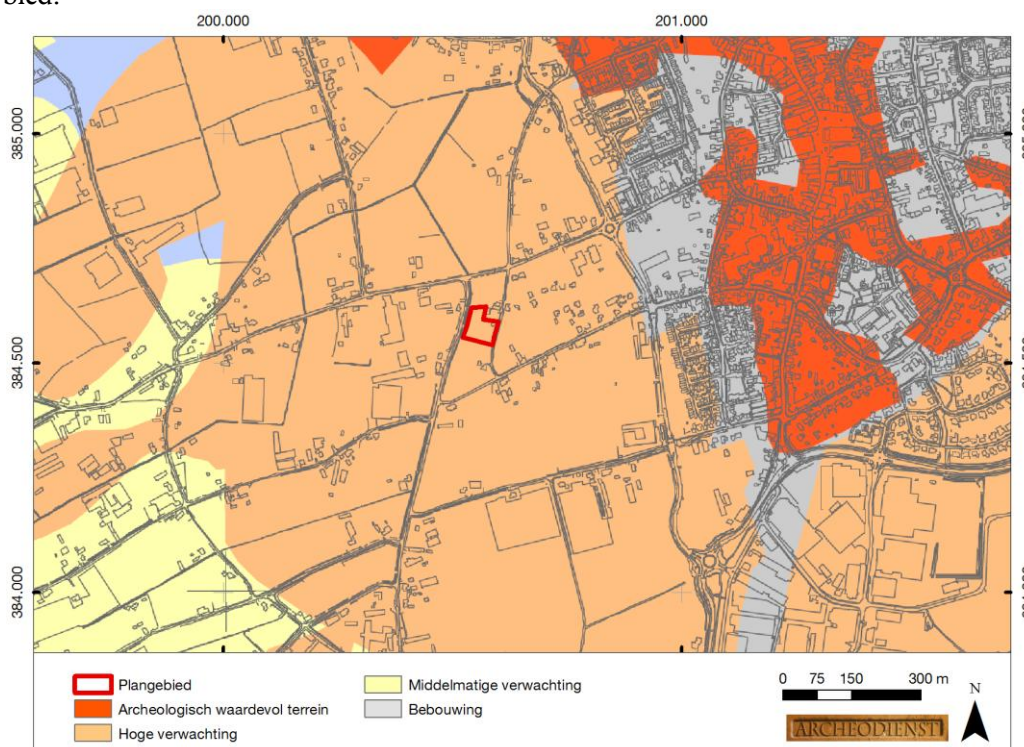 bied.
200.000 201.000
385.000
384.500
384.000
Plangebied
Archeologisch waardevol terrein
Hoge verwachting
Middelmatige verwachting
Bebouwing
0 75 150 300 m
N
ARCHEODIENST